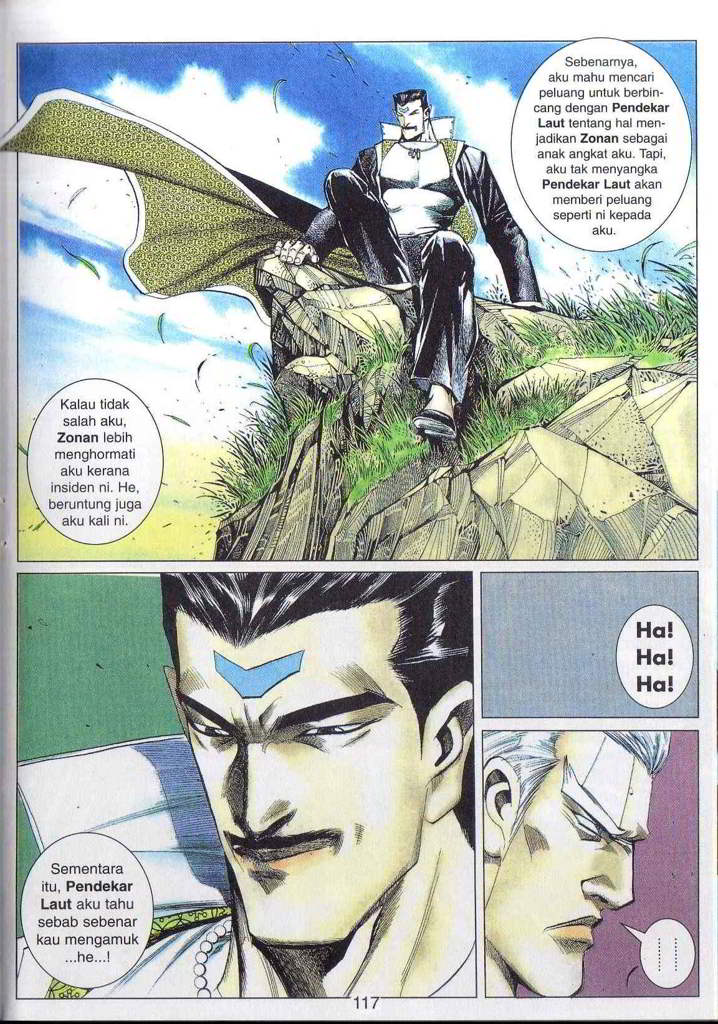 Sebenarnya,
aku mahu mencari
peluang untuk berbin-
cang dengan Pendekar
Laut tentang hal men-
jadikan Zonan sebagai
anak angkat aku. Tapi,
aku tak menyangka
Pendekar Laut akan
memberi peluang
seperti ni kepada
aku.
Kalau tidak
salah aku,
Zonan lebih
menghormati
aku kerana
insiden ni. He,
beruntung juga
aku kali ni.
Sementara
itu, Pendekar
Laut aku tahu
sebab sebenar
kau mengamuk
...he...!
Ha!
Ha!
Ha!
117